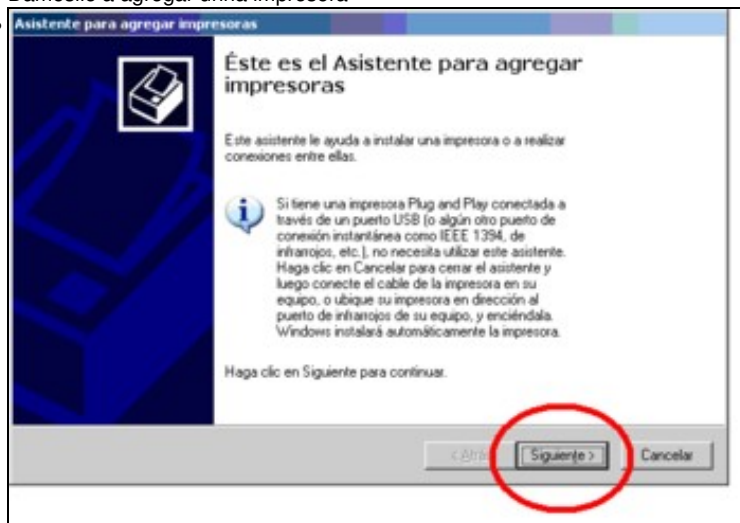 Asistente para agregar impresoras
Éste es el Asistente para agregar
impresoras
Este asistente le ayuda a instalar una impresora o a realizar
conexiones entre ellas.
Si tiene una impresora Plug and Play conectada a
través de un puerto USB (o algún otro puerto de
conexión instantánea como IEEE 1394, de
infrarrojos, etc.), no necesita utilizar este asistente.
Haga clic en Cancelar para cerrar el asistente y
luego conecte el cable de la impresora en su
equipo, o ubique su impresora en dirección al
puerto de infrarrojos de su equipo, y enciéndala.
Windows instalará automáticamente la impresora.
Haga clic en Siguiente para continuar.
< Atrás Siguiente > Cancelar